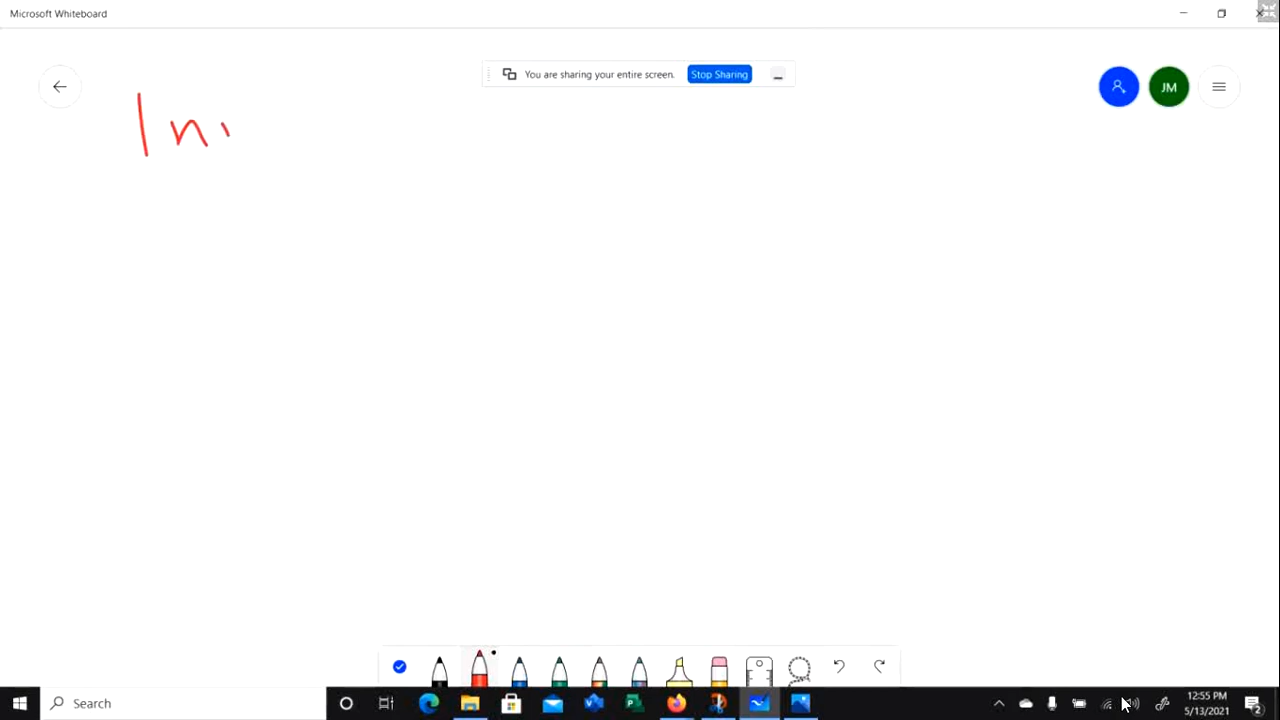 Microsoft Whiteboard
You are sharing your entire screen. Stop Sharing
JM
In
Search
12:55 PM
5/13/2021
2